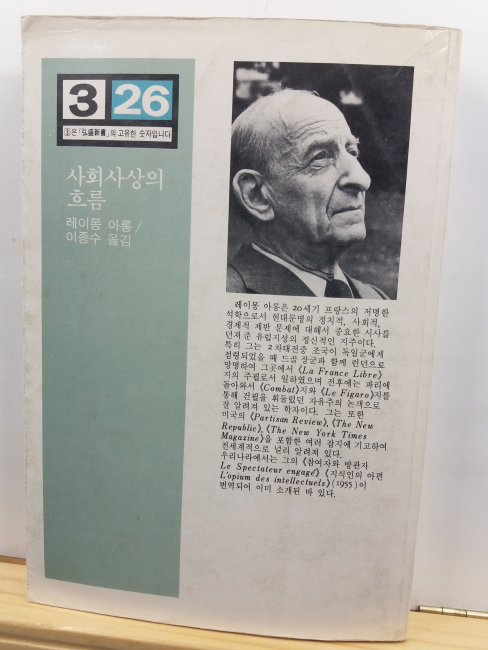 3 26
③은「弘盛新書」의 고유한 숫자입니다
사회사상의
흐름
레이몽 아롱/
이종수 옮김
레이몽 아롱은 20세기 프랑스의 저명한
석학으로서 현대문명의 정치적, 사회적,
경제적 제반 문제에 대해서 중요한 시사를
던져 준 유럽지성의 정신적인 지주이다.
특히 그는 2차대전중 조국이 독일군에게
점령되었을 때 드골 장군과 함께 런던으로
망명하여 그곳에서《La France Libre》
지의 주필로서 일하였으며 전후에는 파리에
돌아와서《Combat》지와《Le Figaro》지를
통해 건필을 휘둘렀던 자유주의 논객으로
잘 알려져 있는 학자이다. 그는 또한
미국의《Partisan Review》,《The New
Republic》,《The New York Times
Magazine》을 포함한 여러 잡지에 기고하여
전세계적으로 널리 알려져 있다.
우리나라에서는 그의《참여자와 방관자
Le Spectateur engagé》《지식인의 아편
L'opium des intellectuels》(1955)이
번역되어 이미 소개된 바 있다.